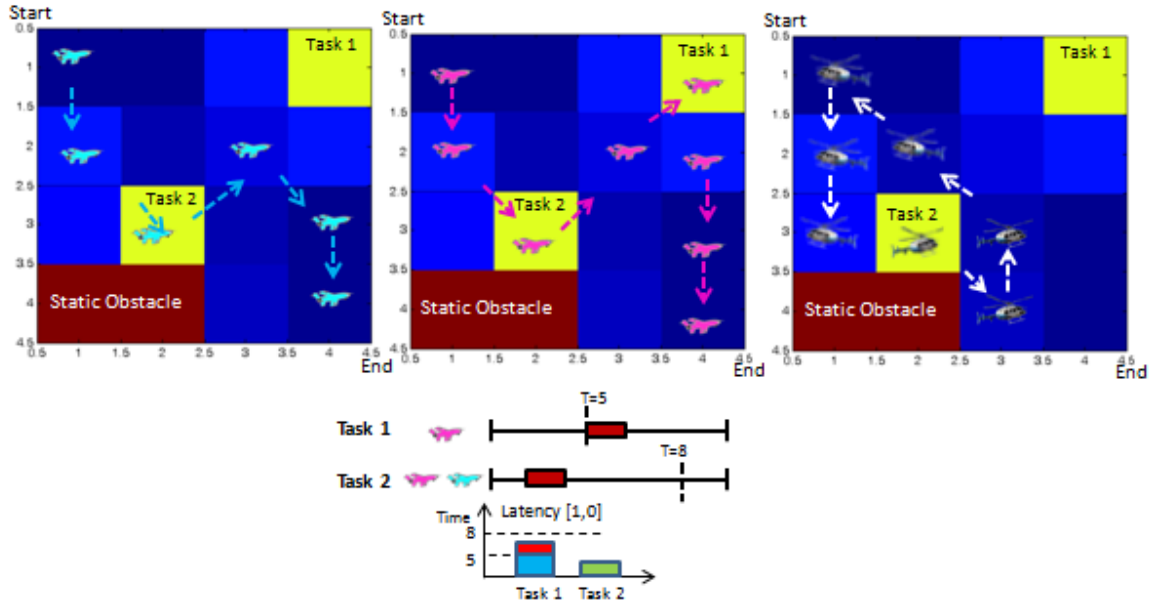 Start
0.5
1
1.5
2
2.5
3
3.5
4
4.5
0.5 1 1.5 2 2.5 3 3.5 4 4.5
Task 1
Task 2
Static Obstacle
End
Start
0.5
1
1.5
2
2.5
3
3.5
4
4.5
0.5 1 1.5 2 2.5 3 3.5 4 4.5
Task 1
Task 2
Static Obstacle
End
Start
0.5
1
1.5
2
2.5
3
3.5
4
4.5
0.5 1 1.5 2 2.5 3 3.5 4 4.5
Task 1
Task 2
Static Obstacle
End
T=5
Task 1
T=8
Task 2
Time
Latency [1,0]
8
5
Task 1 Task 2